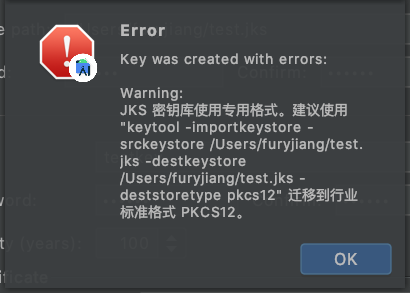 Error
Key was created with errors:
Warning:
JKS 密钥库使用专用格式。建议使用
"keytool -importkeystore -
srckeystore /Users/furyjiang/test.
jks -destkeystore
/Users/furyjiang/test.jks -
deststoretype pkcs12" 迁移到行业
标准格式 PKCS12。
OK